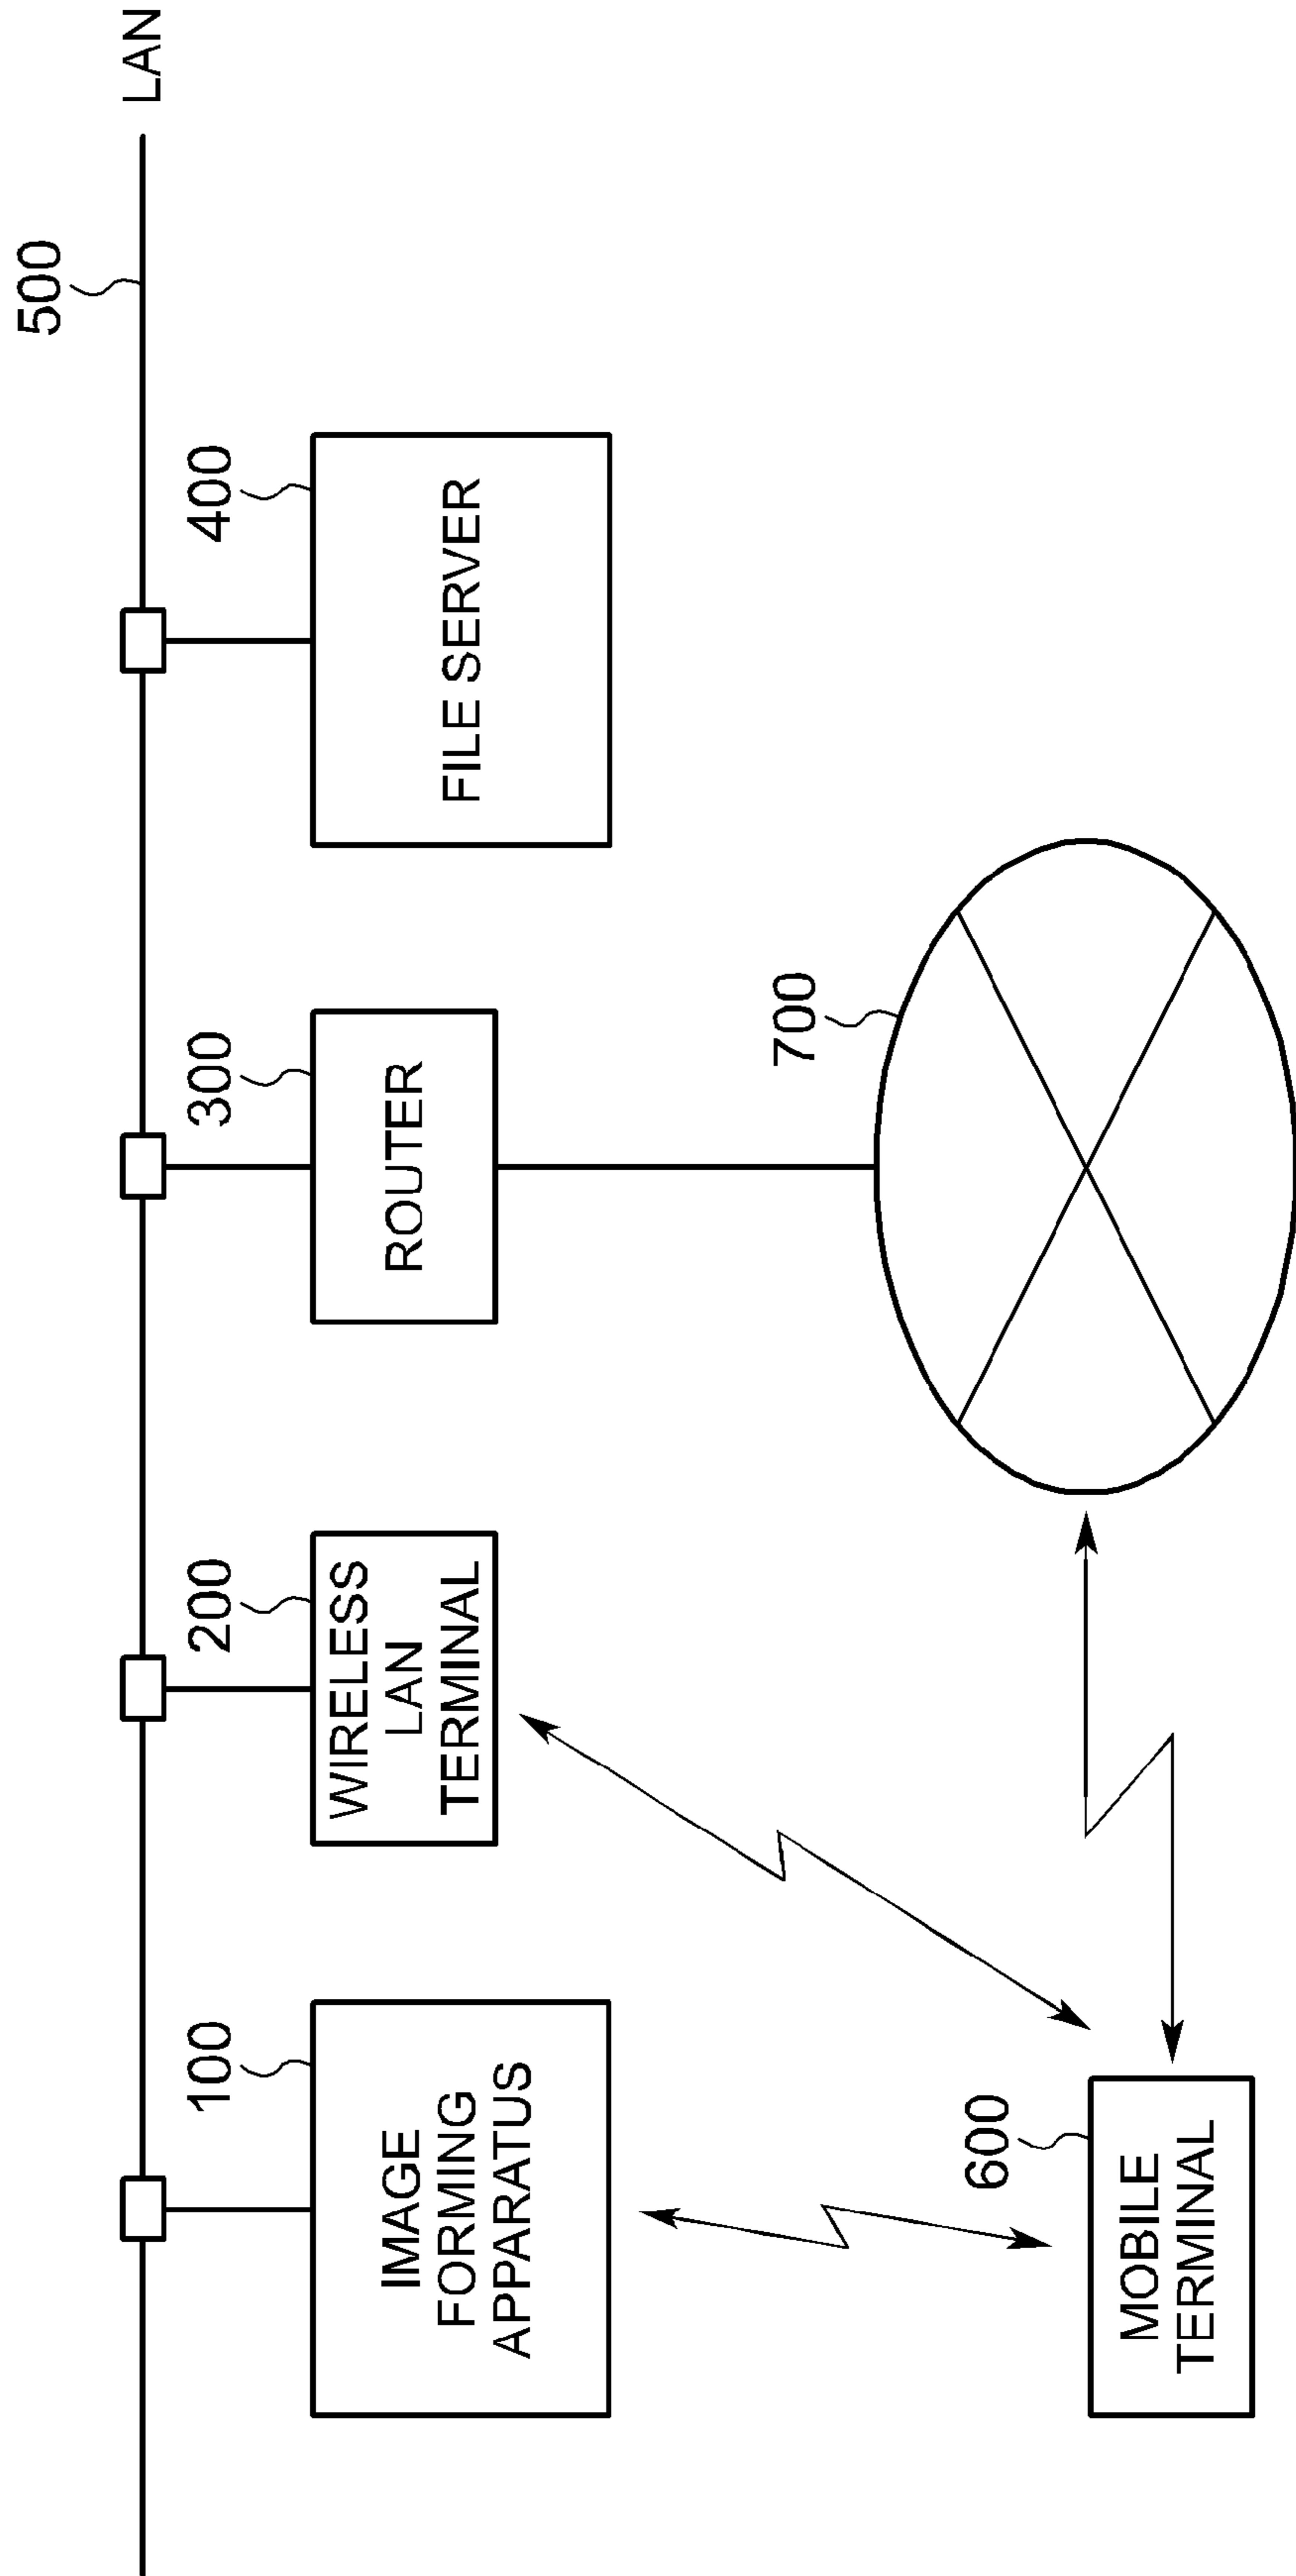 500
LAN
100
200
300
400
IMAGE
FORMING
APPARATUS
WIRELESS
LAN
TERMINAL
ROUTER
FILE SERVER
700
600
MOBILE
TERMINAL